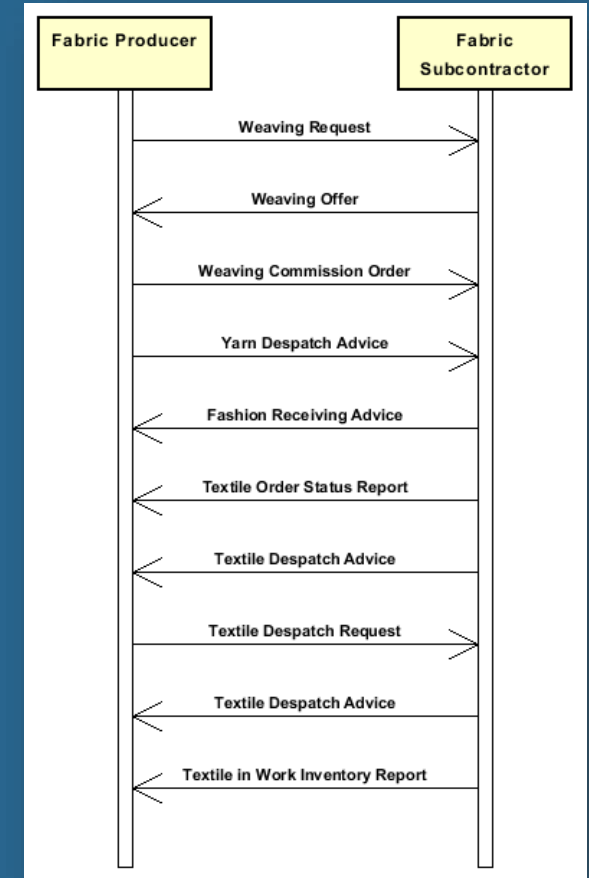 Fabric Producer
Fabric
Subcontractor
Weaving Request
Weaving Offer
Weaving Commission Order
Yarn Despatch Advice
Fashion Receiving Advice
Textile Order Status Report
Textile Despatch Advice
Textile Despatch Request
Textile Despatch Advice
Textile in Work Inventory Report